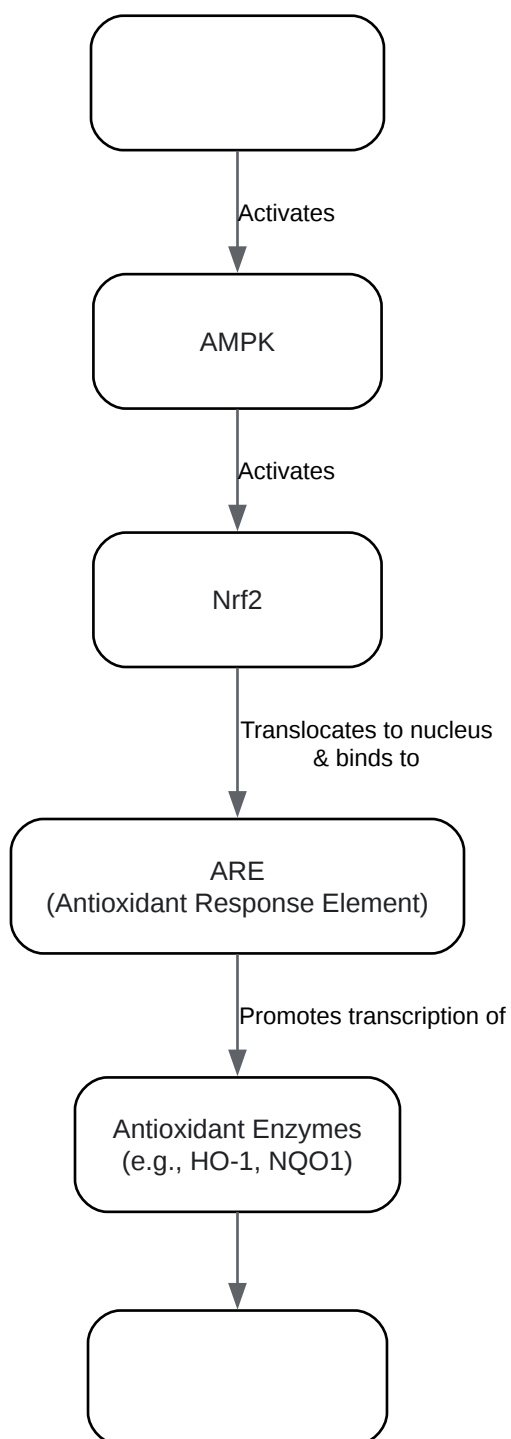 Activates
AMPK
Activates
Nrf2
Translocates to nucleus
& binds to
ARE
(Antioxidant Response Element)
Promotes transcription of
Antioxidant Enzymes
(e.g., HO-1, NQO1)